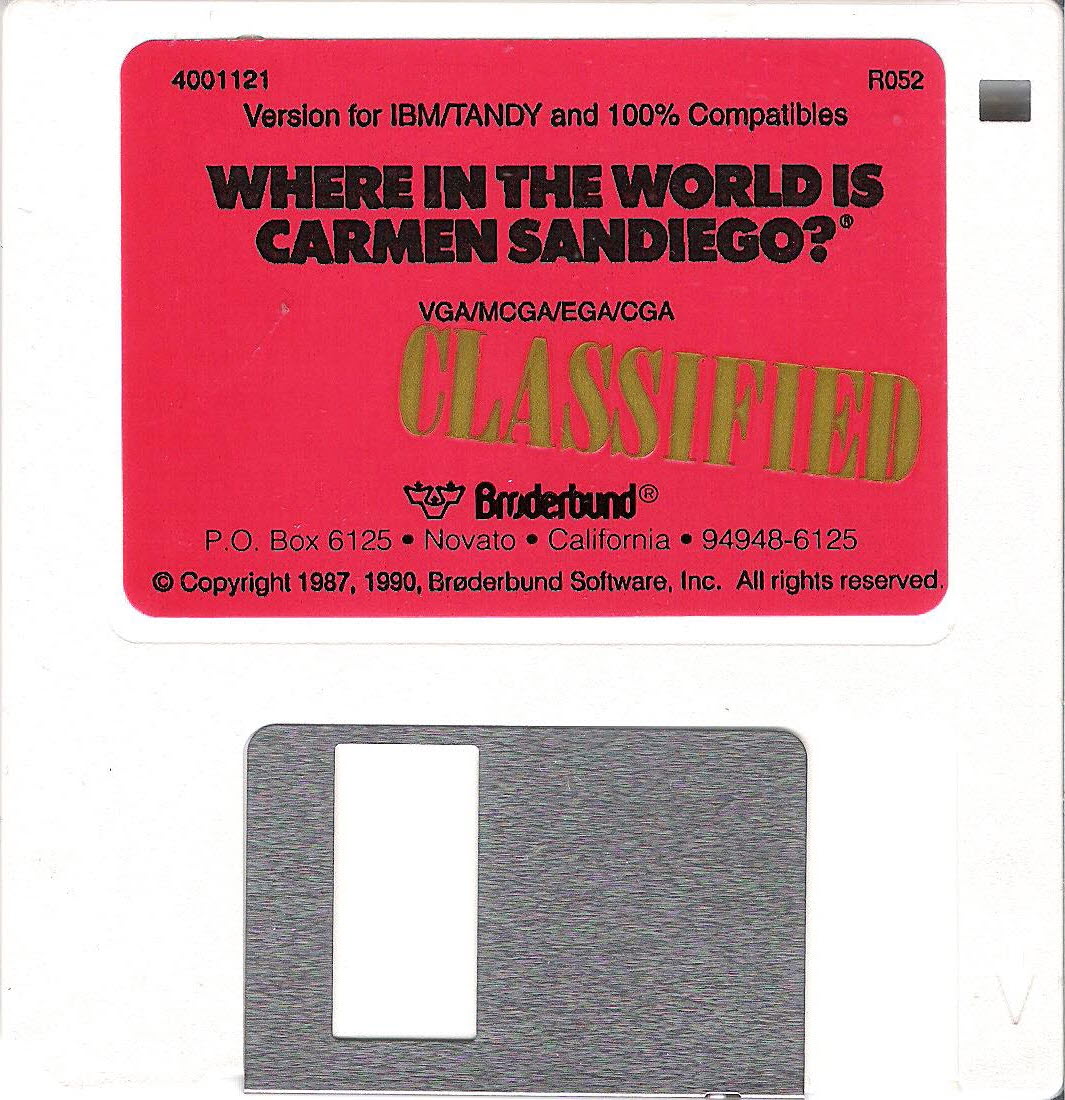 4001121 R052
Version for IBM/TANDY and 100% Compatibles
WHERE IN THE WORLD IS
CARMEN SANDIEGO?®
VGA/MCGA/EGA/CGA
CLASSIFIED
Brøderbund®
P.O. Box 6125 • Novato • California • 94948-6125
© Copyright 1987, 1990, Brøderbund Software, Inc. All rights reserved.